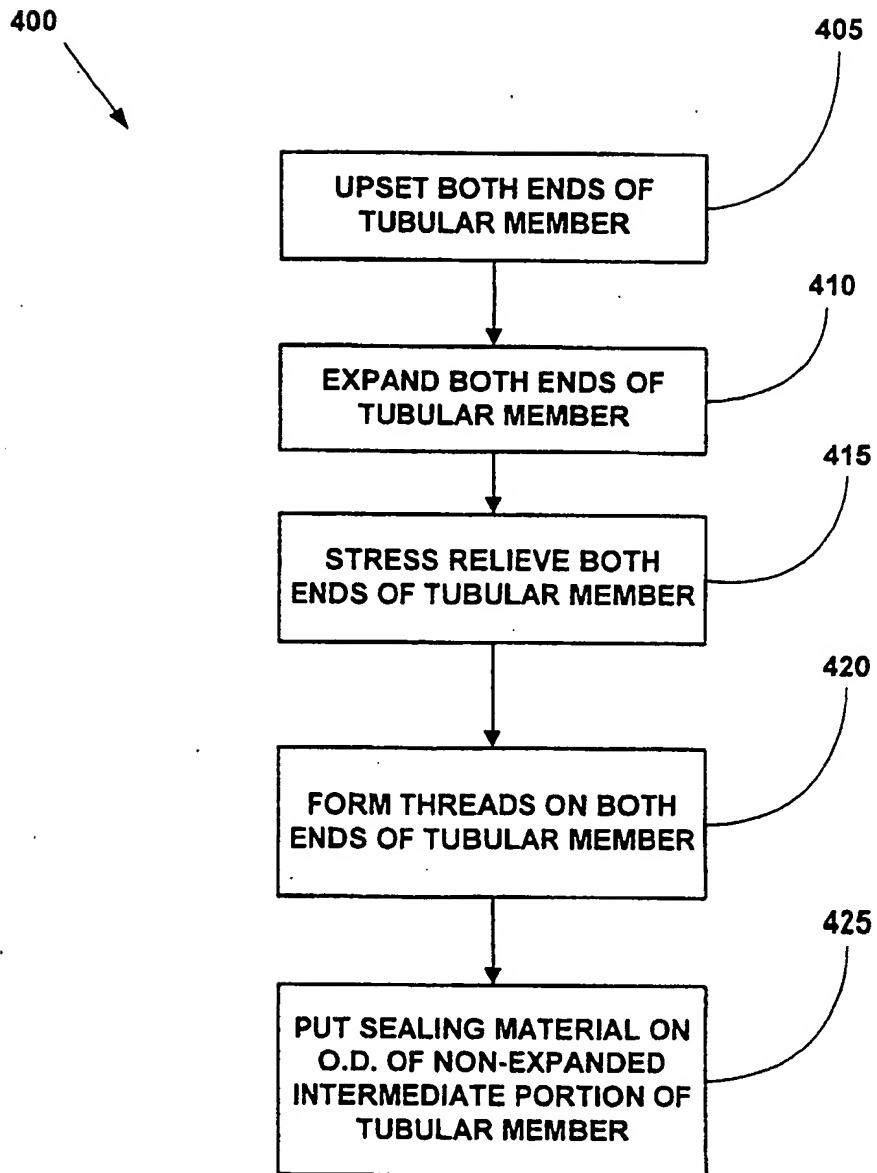 400
405
UPSET BOTH ENDS OF
TUBULAR MEMBER
410
EXPAND BOTH ENDS OF
TUBULAR MEMBER
415
STRESS RELIEVE BOTH
ENDS OF TUBULAR MEMBER
420
FORM THREADS ON BOTH
ENDS OF TUBULAR MEMBER
425
PUT SEALING MATERIAL ON
O.D. OF NON-EXPANDED
INTERMEDIATE PORTION OF
TUBULAR MEMBER